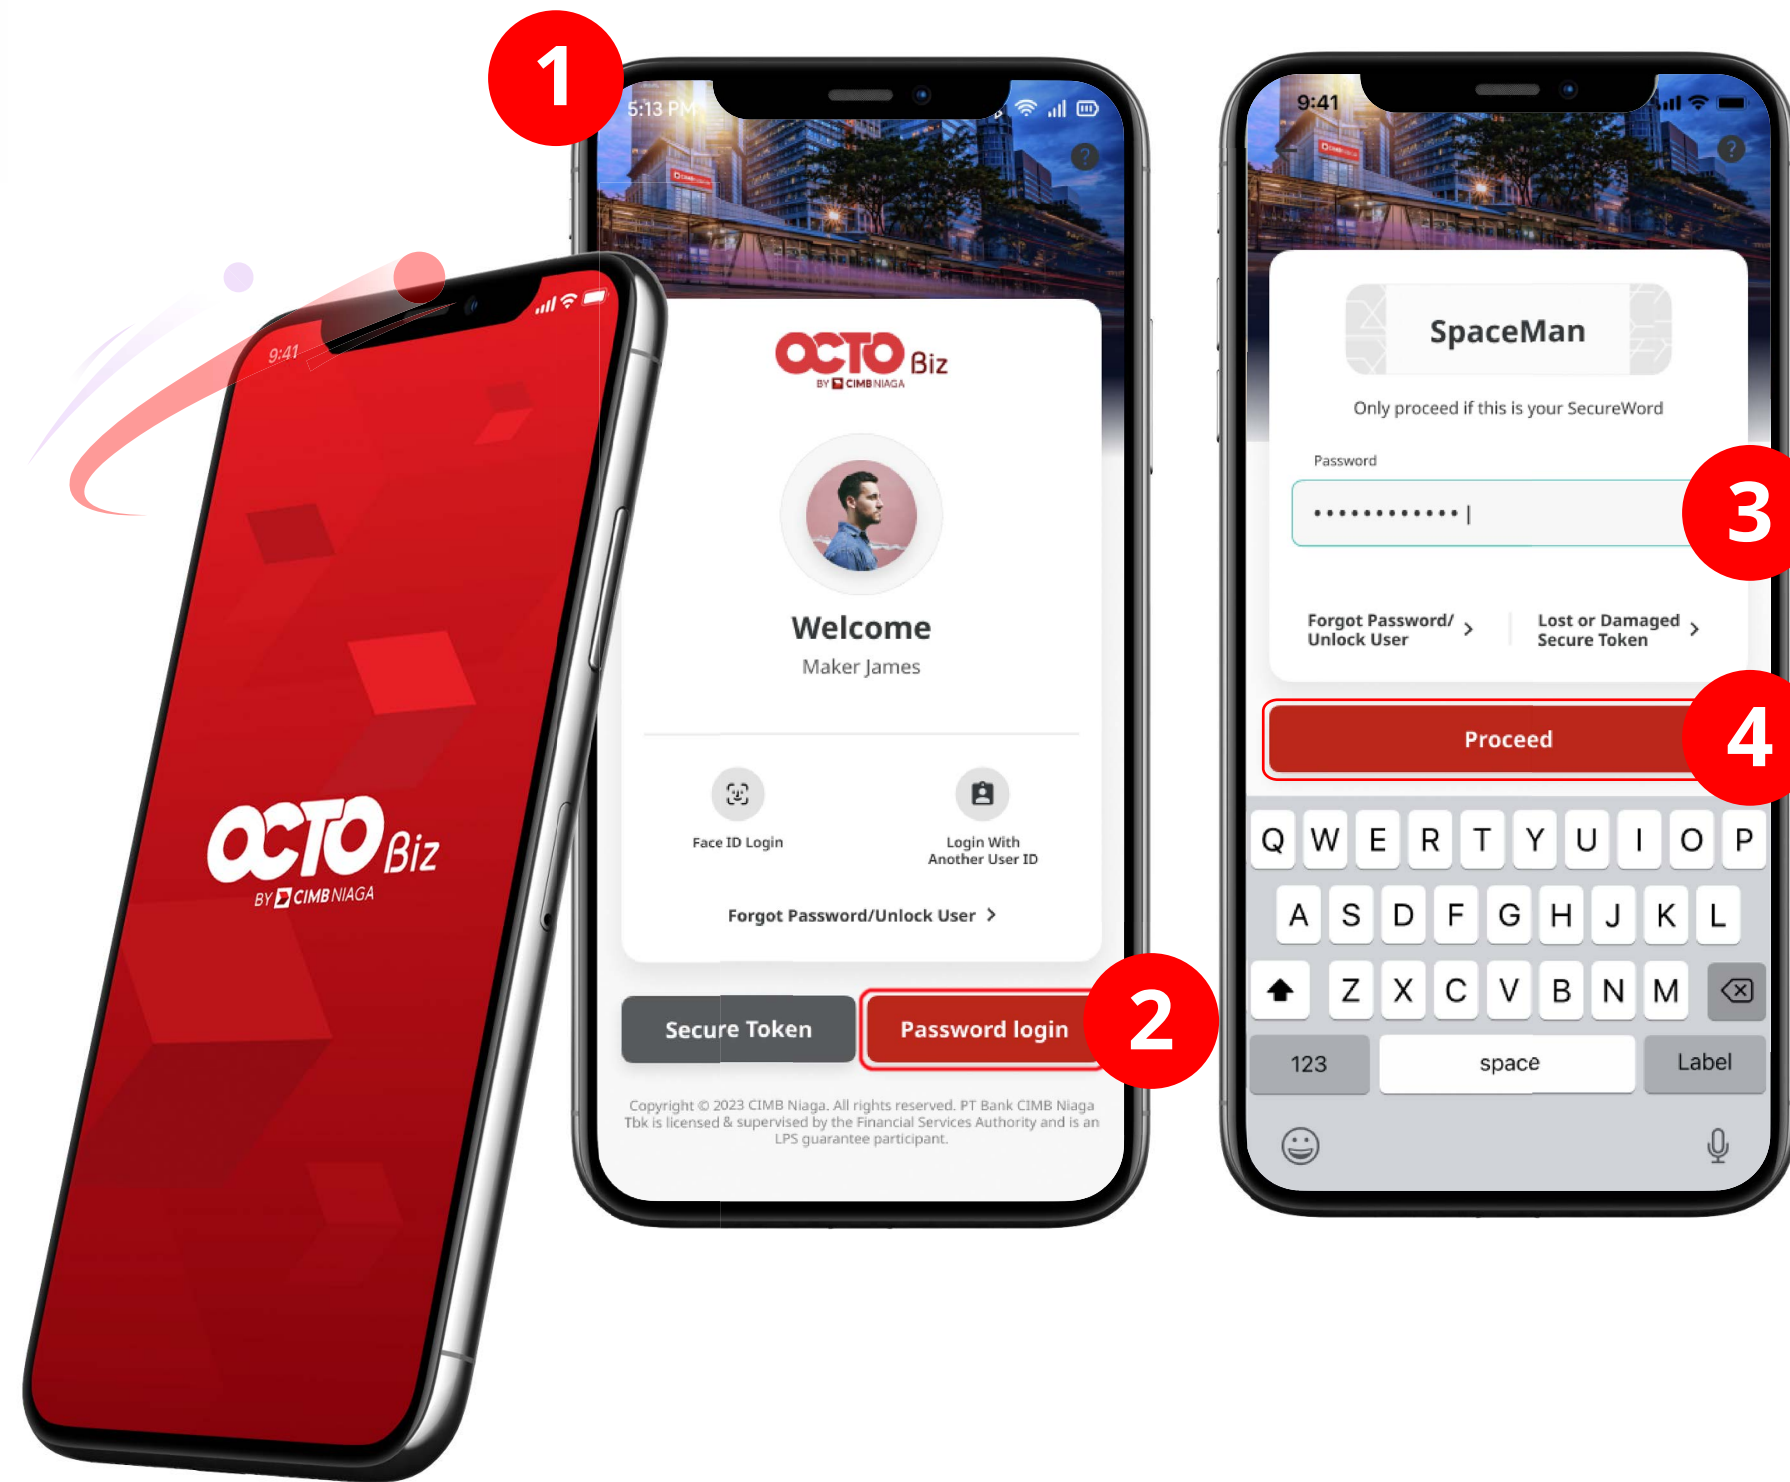 9:41
OCTO Biz
BY CIMB NIAGA
1
5:13 PM
CIMB
OCTO Biz
BY CIMB NIAGA
Welcome
Maker James
Face ID Login
Login With
Another User ID
Forgot Password/Unlock User
Secure Token
Password login
2
Copyright © 2023 CIMB Niaga. All rights reserved. PT Bank CIMB Niaga
Tbk is licensed & supervised by the Financial Services Authority and is an
LPS guarantee participant.
9:41
?
SpaceMan
Only proceed if this is your SecureWord
Password
3
Forgot Password/
Unlock User
Lost or Damaged
Secure Token
Proceed
4
Q W E R T Y U I O P
A S D F G H J K L
Z X C V B N M
123
space
Label